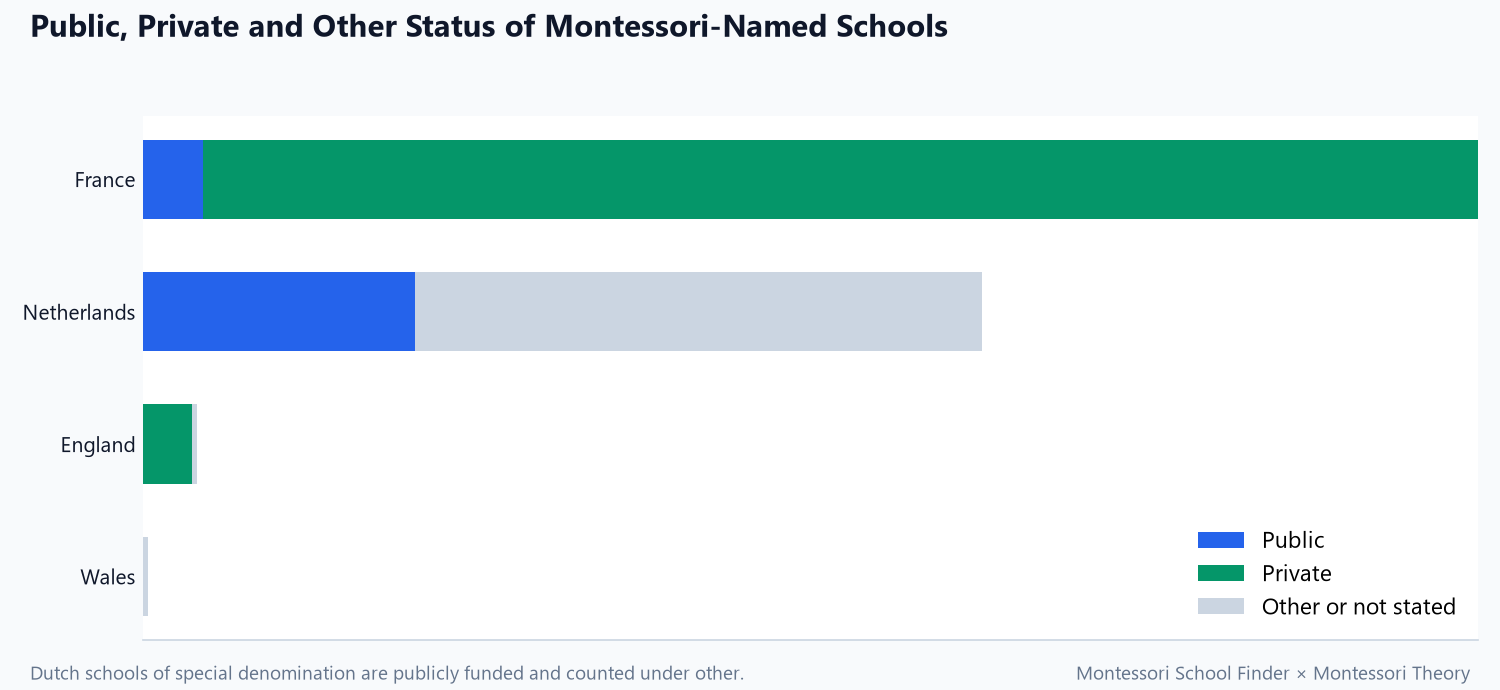 Public, Private and Other Status of Montessori-Named Schools
France
Netherlands
England
Wales
Public
Private
Other or not stated
Dutch schools of special denomination are publicly funded and counted under other.
Montessori School Finder × Montessori Theory